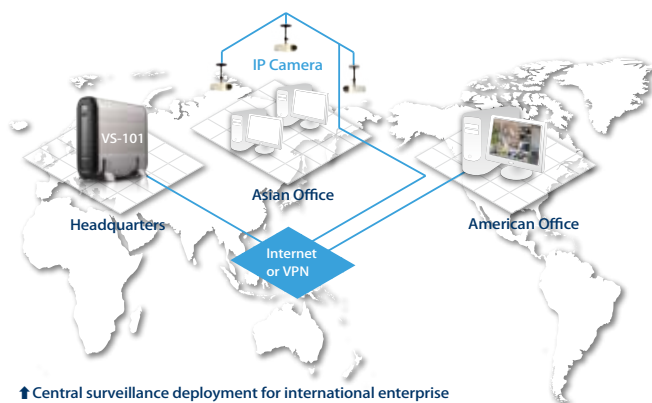 IP Camera
VS-101
Asian Office
Headquarters
American Office
Internet
or VPN
⬆ Central surveillance deployment for international enterprise